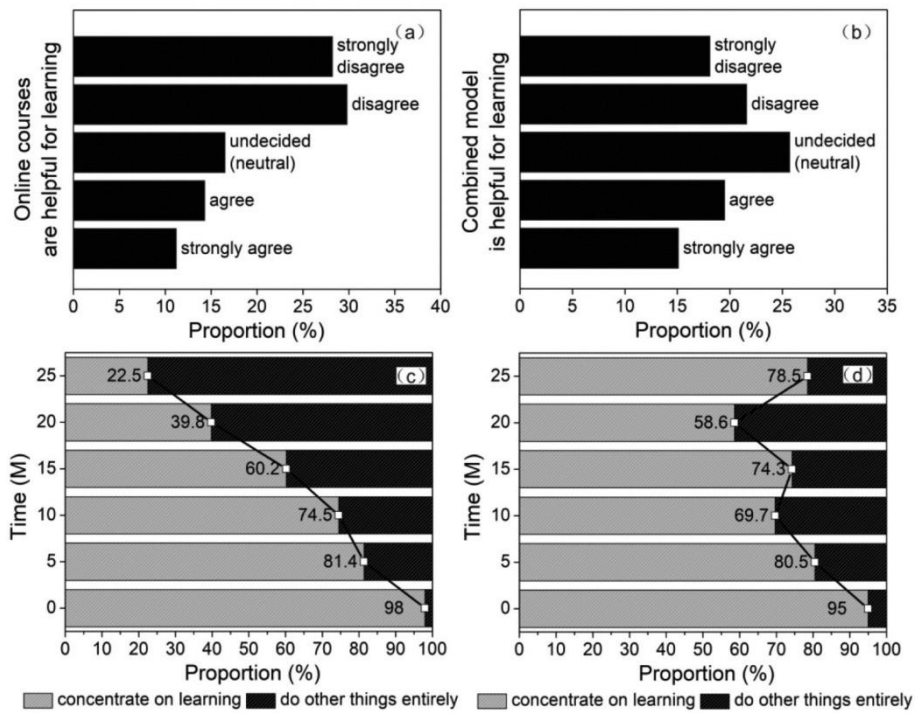 (a)
Online courses
are helpful for learning
strongly
disagree
disagree
undecided
(neutral)
agree
strongly agree
0 5 10 15 20 25 30 35 40
Proportion (%)
(b)
Combined model
is helpful for learning
strongly
disagree
disagree
undecided
(neutral)
agree
strongly agree
0 5 10 15 20 25 30 35
Proportion (%)
(c)
Time (M)
25 22.5
20 39.8
15 60.2
10 74.5
5 81.4
0 98
0 10 20 30 40 50 60 70 80 90 100
Proportion (%)
concentrate on learning do other things entirely
(d)
Time (M)
25 78.5
20 58.6
15 74.3
10 69.7
5 80.5
0 95
0 10 20 30 40 50 60 70 80 90 100
Proportion (%)
concentrate on learning do other things entirely